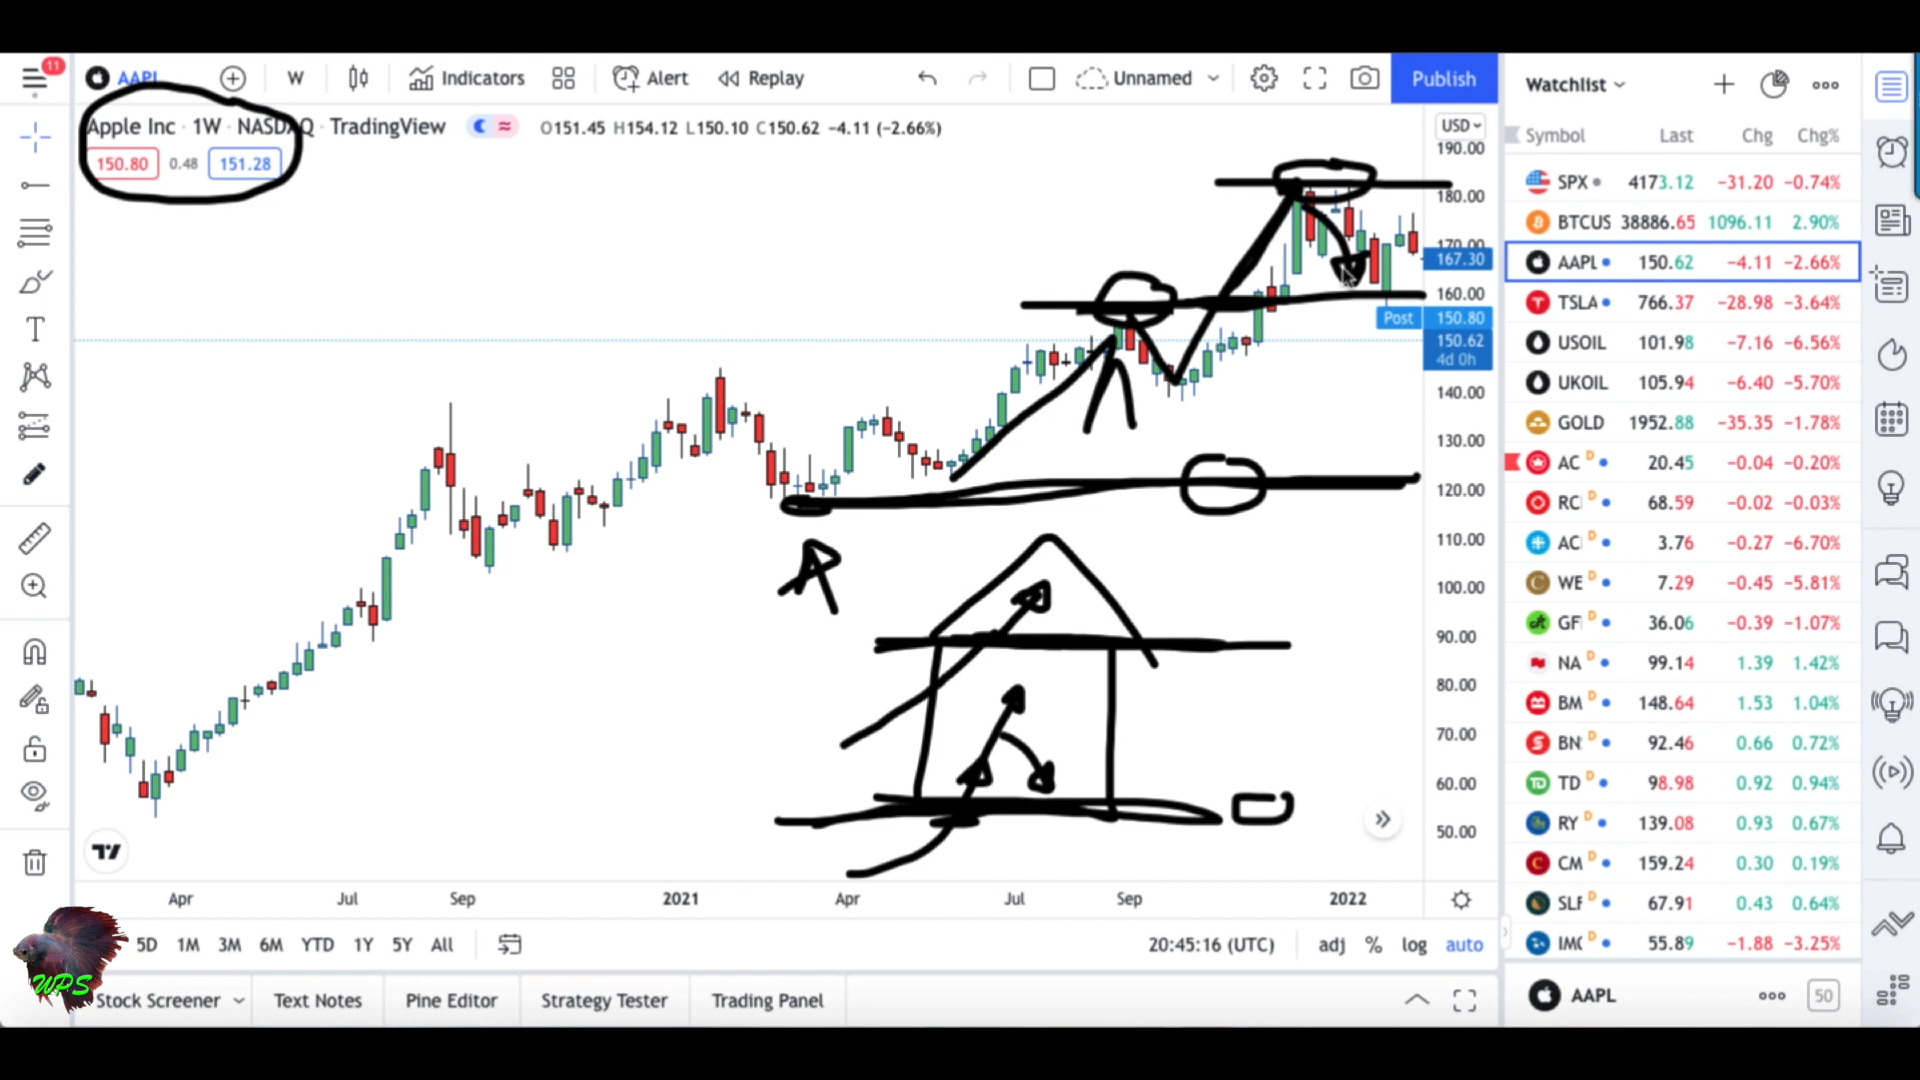 11
AAPL
W
Indicators
Alert
Replay
Unnamed
Publish
Apple Inc · 1W · NASDAQ · TradingView
O151.45 H154.12 L150.10 C150.62 −4.11 (−2.66%)
150.80 0.48 151.28
USD
190.00
180.00
170.00
167.30
160.00
Post 150.80
150.62
4d 0h
140.00
130.00
120.00
110.00
100.00
90.00
80.00
70.00
60.00
50.00
Apr Jul Sep 2021 Apr Jul Sep 2022
5D 1M 3M 6M YTD 1Y 5Y All
20:45:16 (UTC) adj % log auto
WPS
Stock Screener Text Notes Pine Editor Strategy Tester Trading Panel
Watchlist
Symbol Last Chg Chg%
SPX 4173.12 −31.20 −0.74%
BTCUS 38886.65 1096.11 2.90%
AAPL 150.62 −4.11 −2.66%
TSLA 766.37 −28.98 −3.64%
USOIL 101.98 −7.16 −6.56%
UKOIL 105.94 −6.40 −5.70%
GOLD 1952.88 −35.35 −1.78%
AC D 20.45 −0.04 −0.20%
RCI D 68.59 −0.02 −0.03%
AC D 3.76 −0.27 −6.70%
WE D 7.29 −0.45 −5.81%
GF D 36.06 −0.39 −1.07%
NA D 99.14 1.39 1.42%
BM D 148.64 1.53 1.04%
BN D 92.46 0.66 0.72%
TD D 98.98 0.92 0.94%
RY D 139.08 0.93 0.67%
CM D 159.24 0.30 0.19%
SLF D 67.91 0.43 0.64%
IMO D 55.89 −1.88 −3.25%
AAPL
50